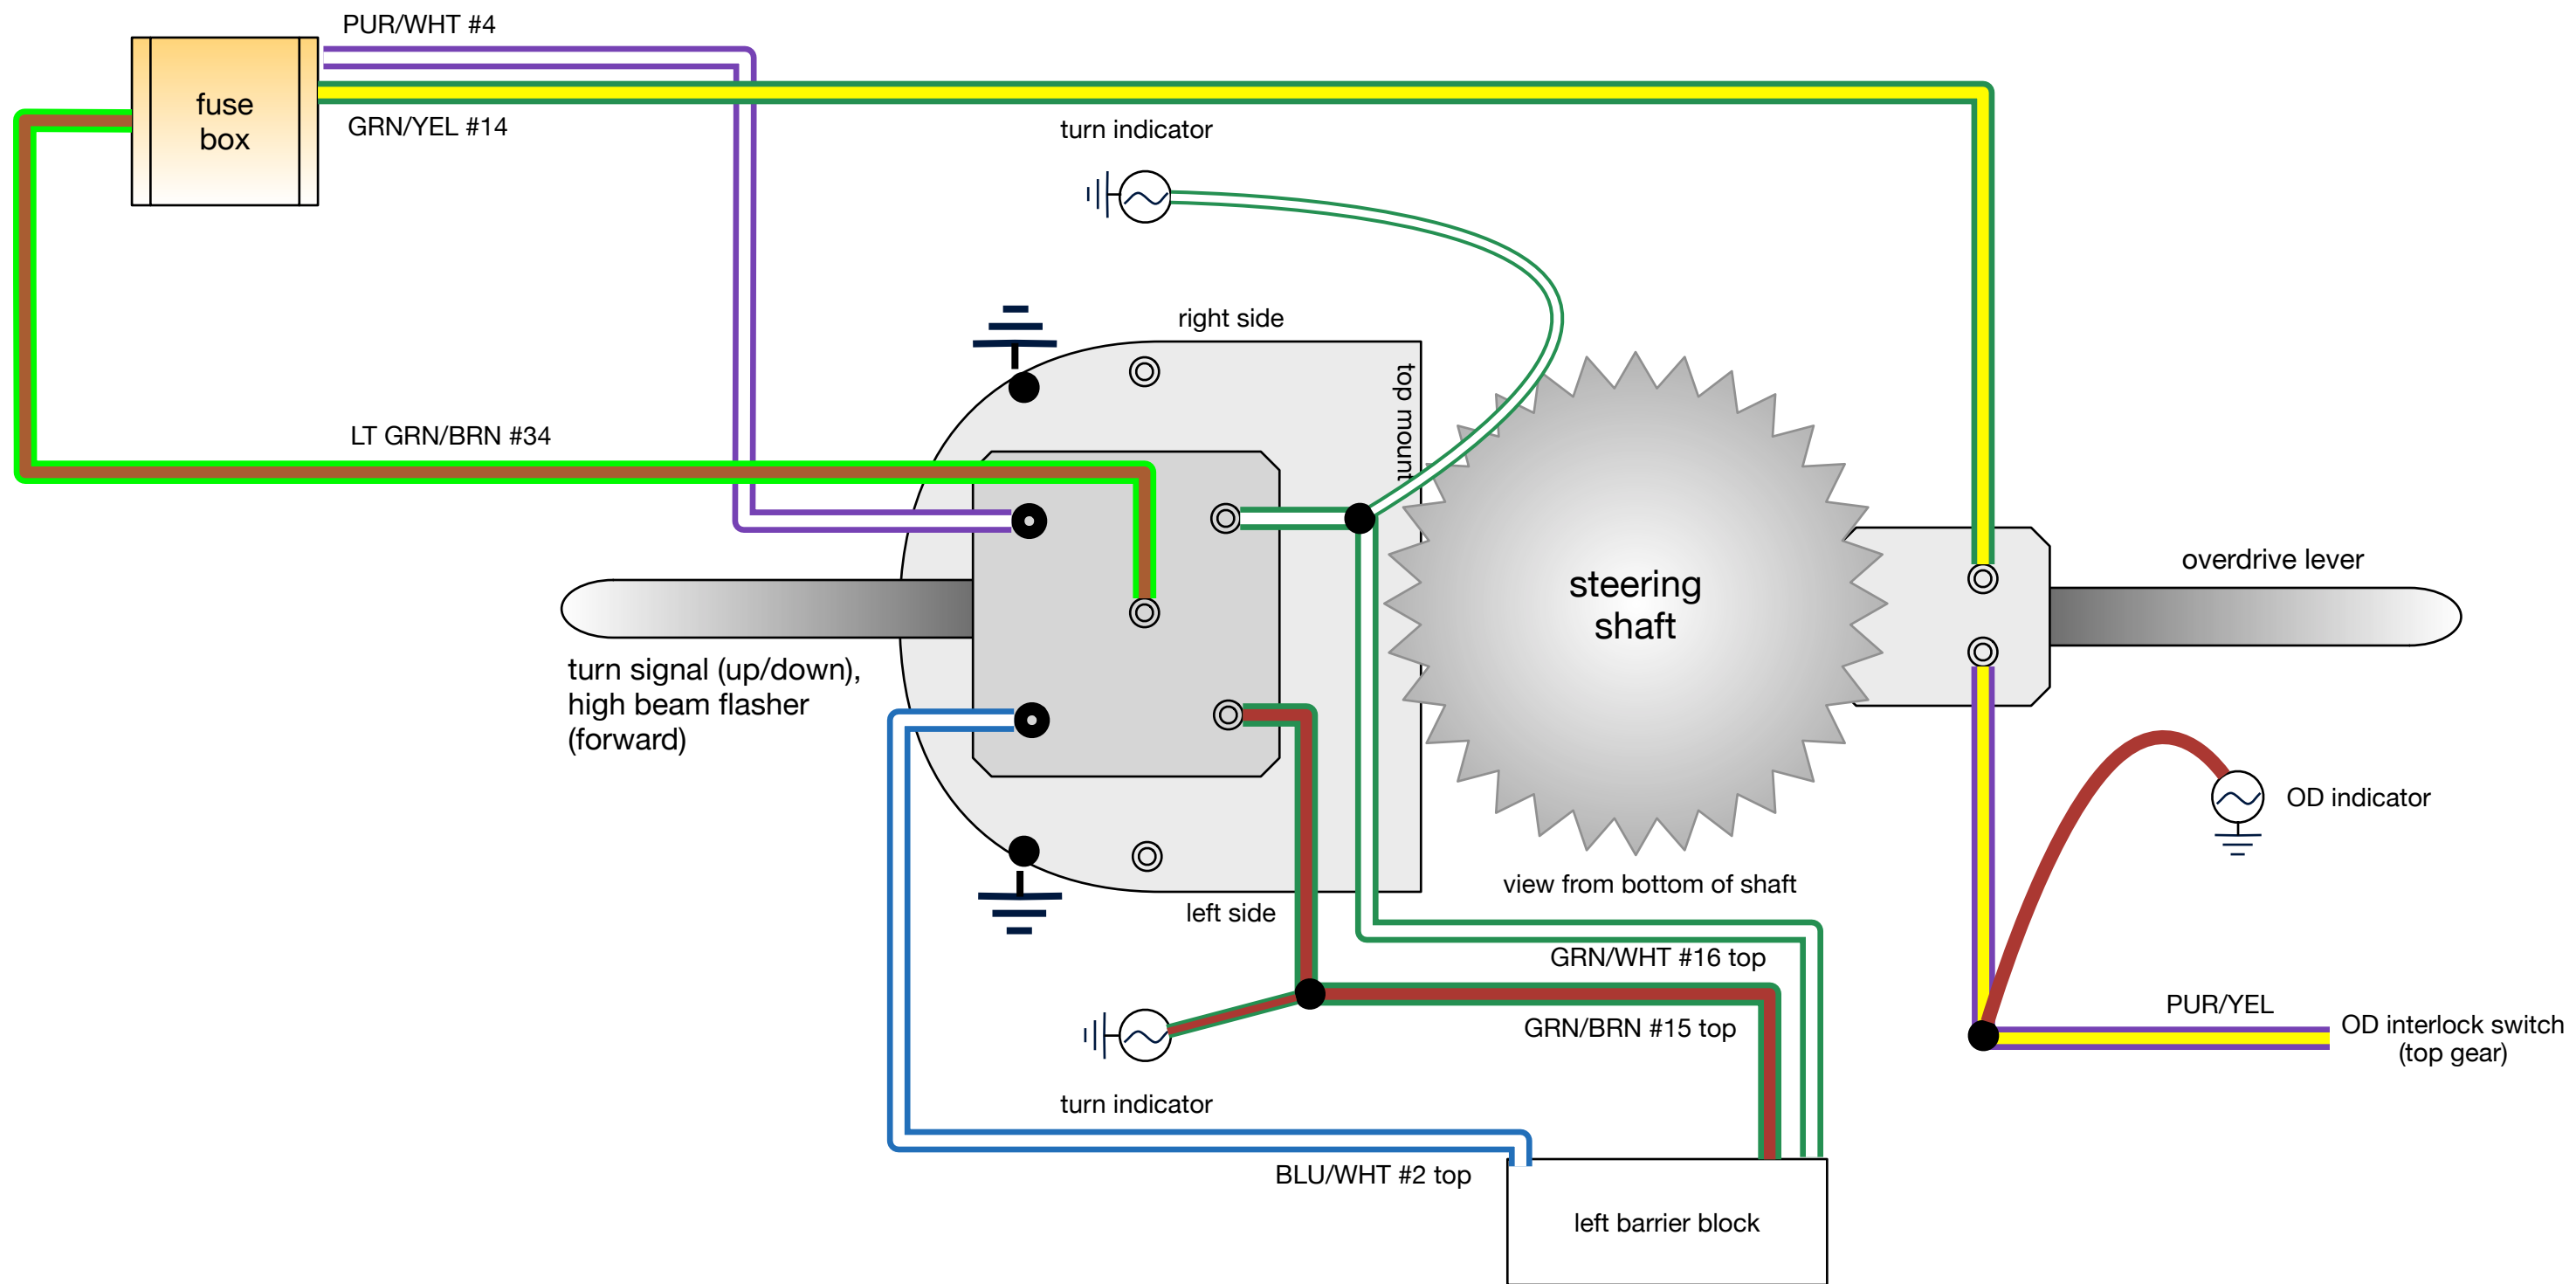 PUR/WHT #4
fuse
box
GRN/YEL #14
turn indicator
right side
top mount
LT GRN/BRN #34
steering
shaft
overdrive lever
turn signal (up/down),
high beam flasher
(forward)
OD indicator
view from bottom of shaft
left side
GRN/WHT #16 top
PUR/YEL
GRN/BRN #15 top
OD interlock switch
(top gear)
turn indicator
BLU/WHT #2 top
left barrier block